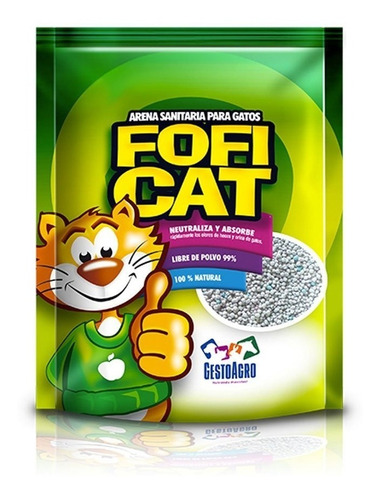 ARENA SANITARIA PARA GATOS
FOFI
CAT
NEUTRALIZA Y ABSORBE
rápidamente los olores de heces y orina de gatos.
LIBRE DE POLVO 99%
100 % NATURAL
GESTOAGRO